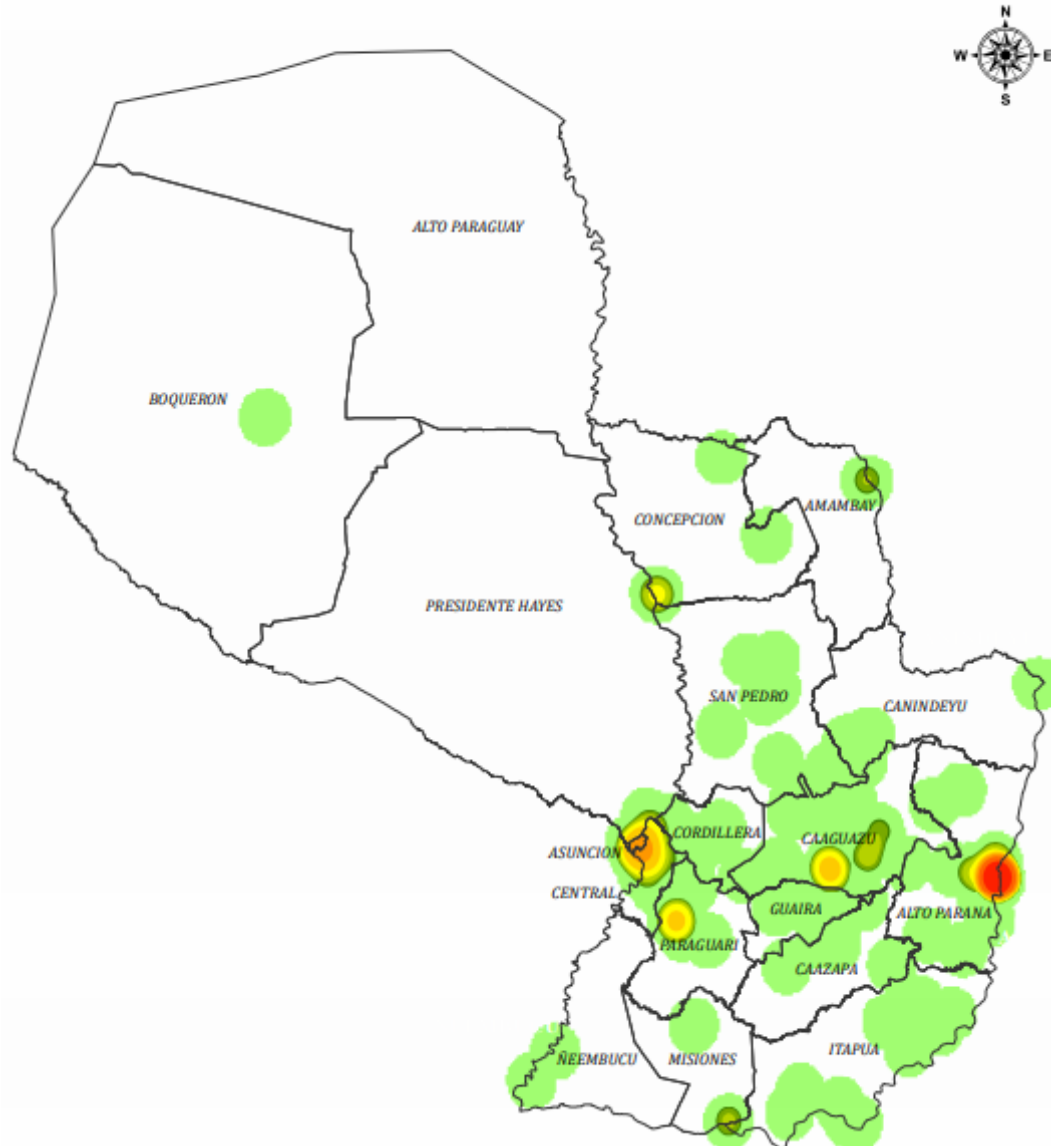 N
W E
S
ALTO PARAGUAY
BOQUERON
CONCEPCION
AMAMBAY
PRESIDENTE HAYES
SAN PEDRO
CANINDEYU
CORDILLERA
CAAGUAZU
ASUNCION
CENTRAL
GUAIRA
ALTO PARANA
PARAGUARI
CAAZAPA
ÑEEMBUCU
MISIONES
ITAPUA